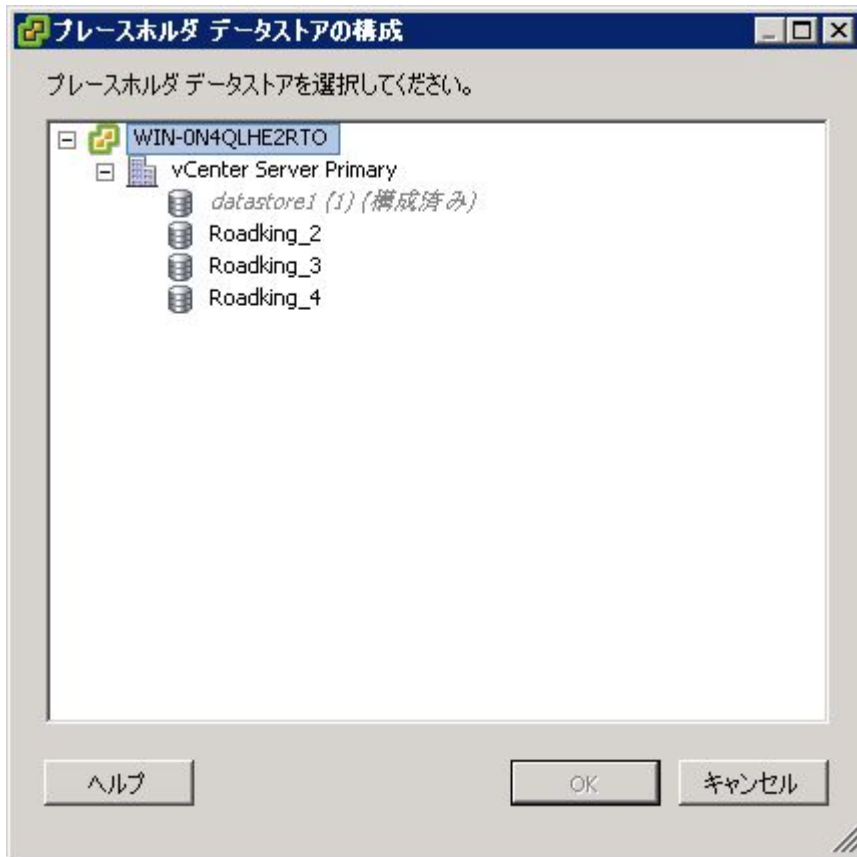 プレースホルダ データストアの構成
プレースホルダ データストアを選択してください。
WIN-0N4QLHE2RTO
vCenter Server Primary
datastore1 (1) (構成済み)
Roadking_2
Roadking_3
Roadking_4
ヘルプ
OK
キャンセル